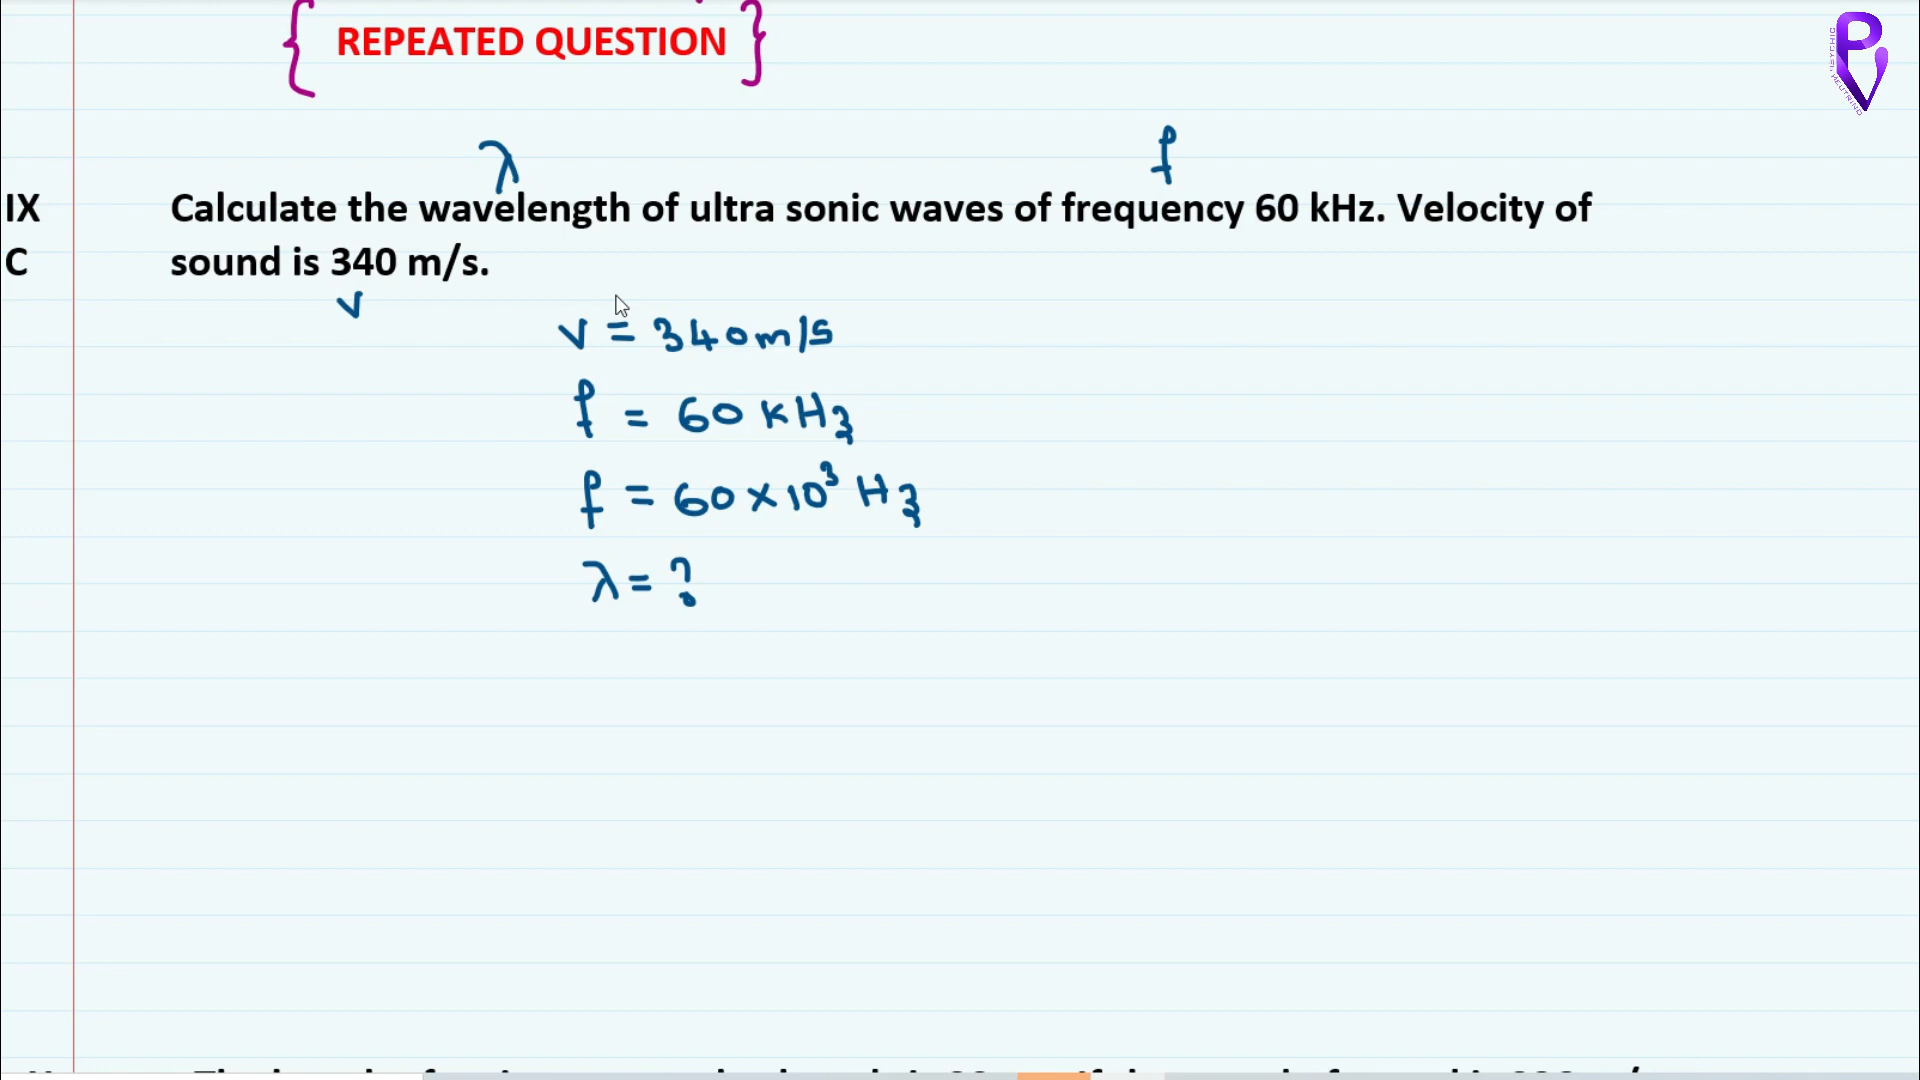 { REPEATED QUESTION }
λ f
IX Calculate the wavelength of ultra sonic waves of frequency 60 kHz. Velocity of
C sound is 340 m/s.
v
v = 340 m/s
f = 60 kHz
f = 60 × 10³ Hz
λ = ?